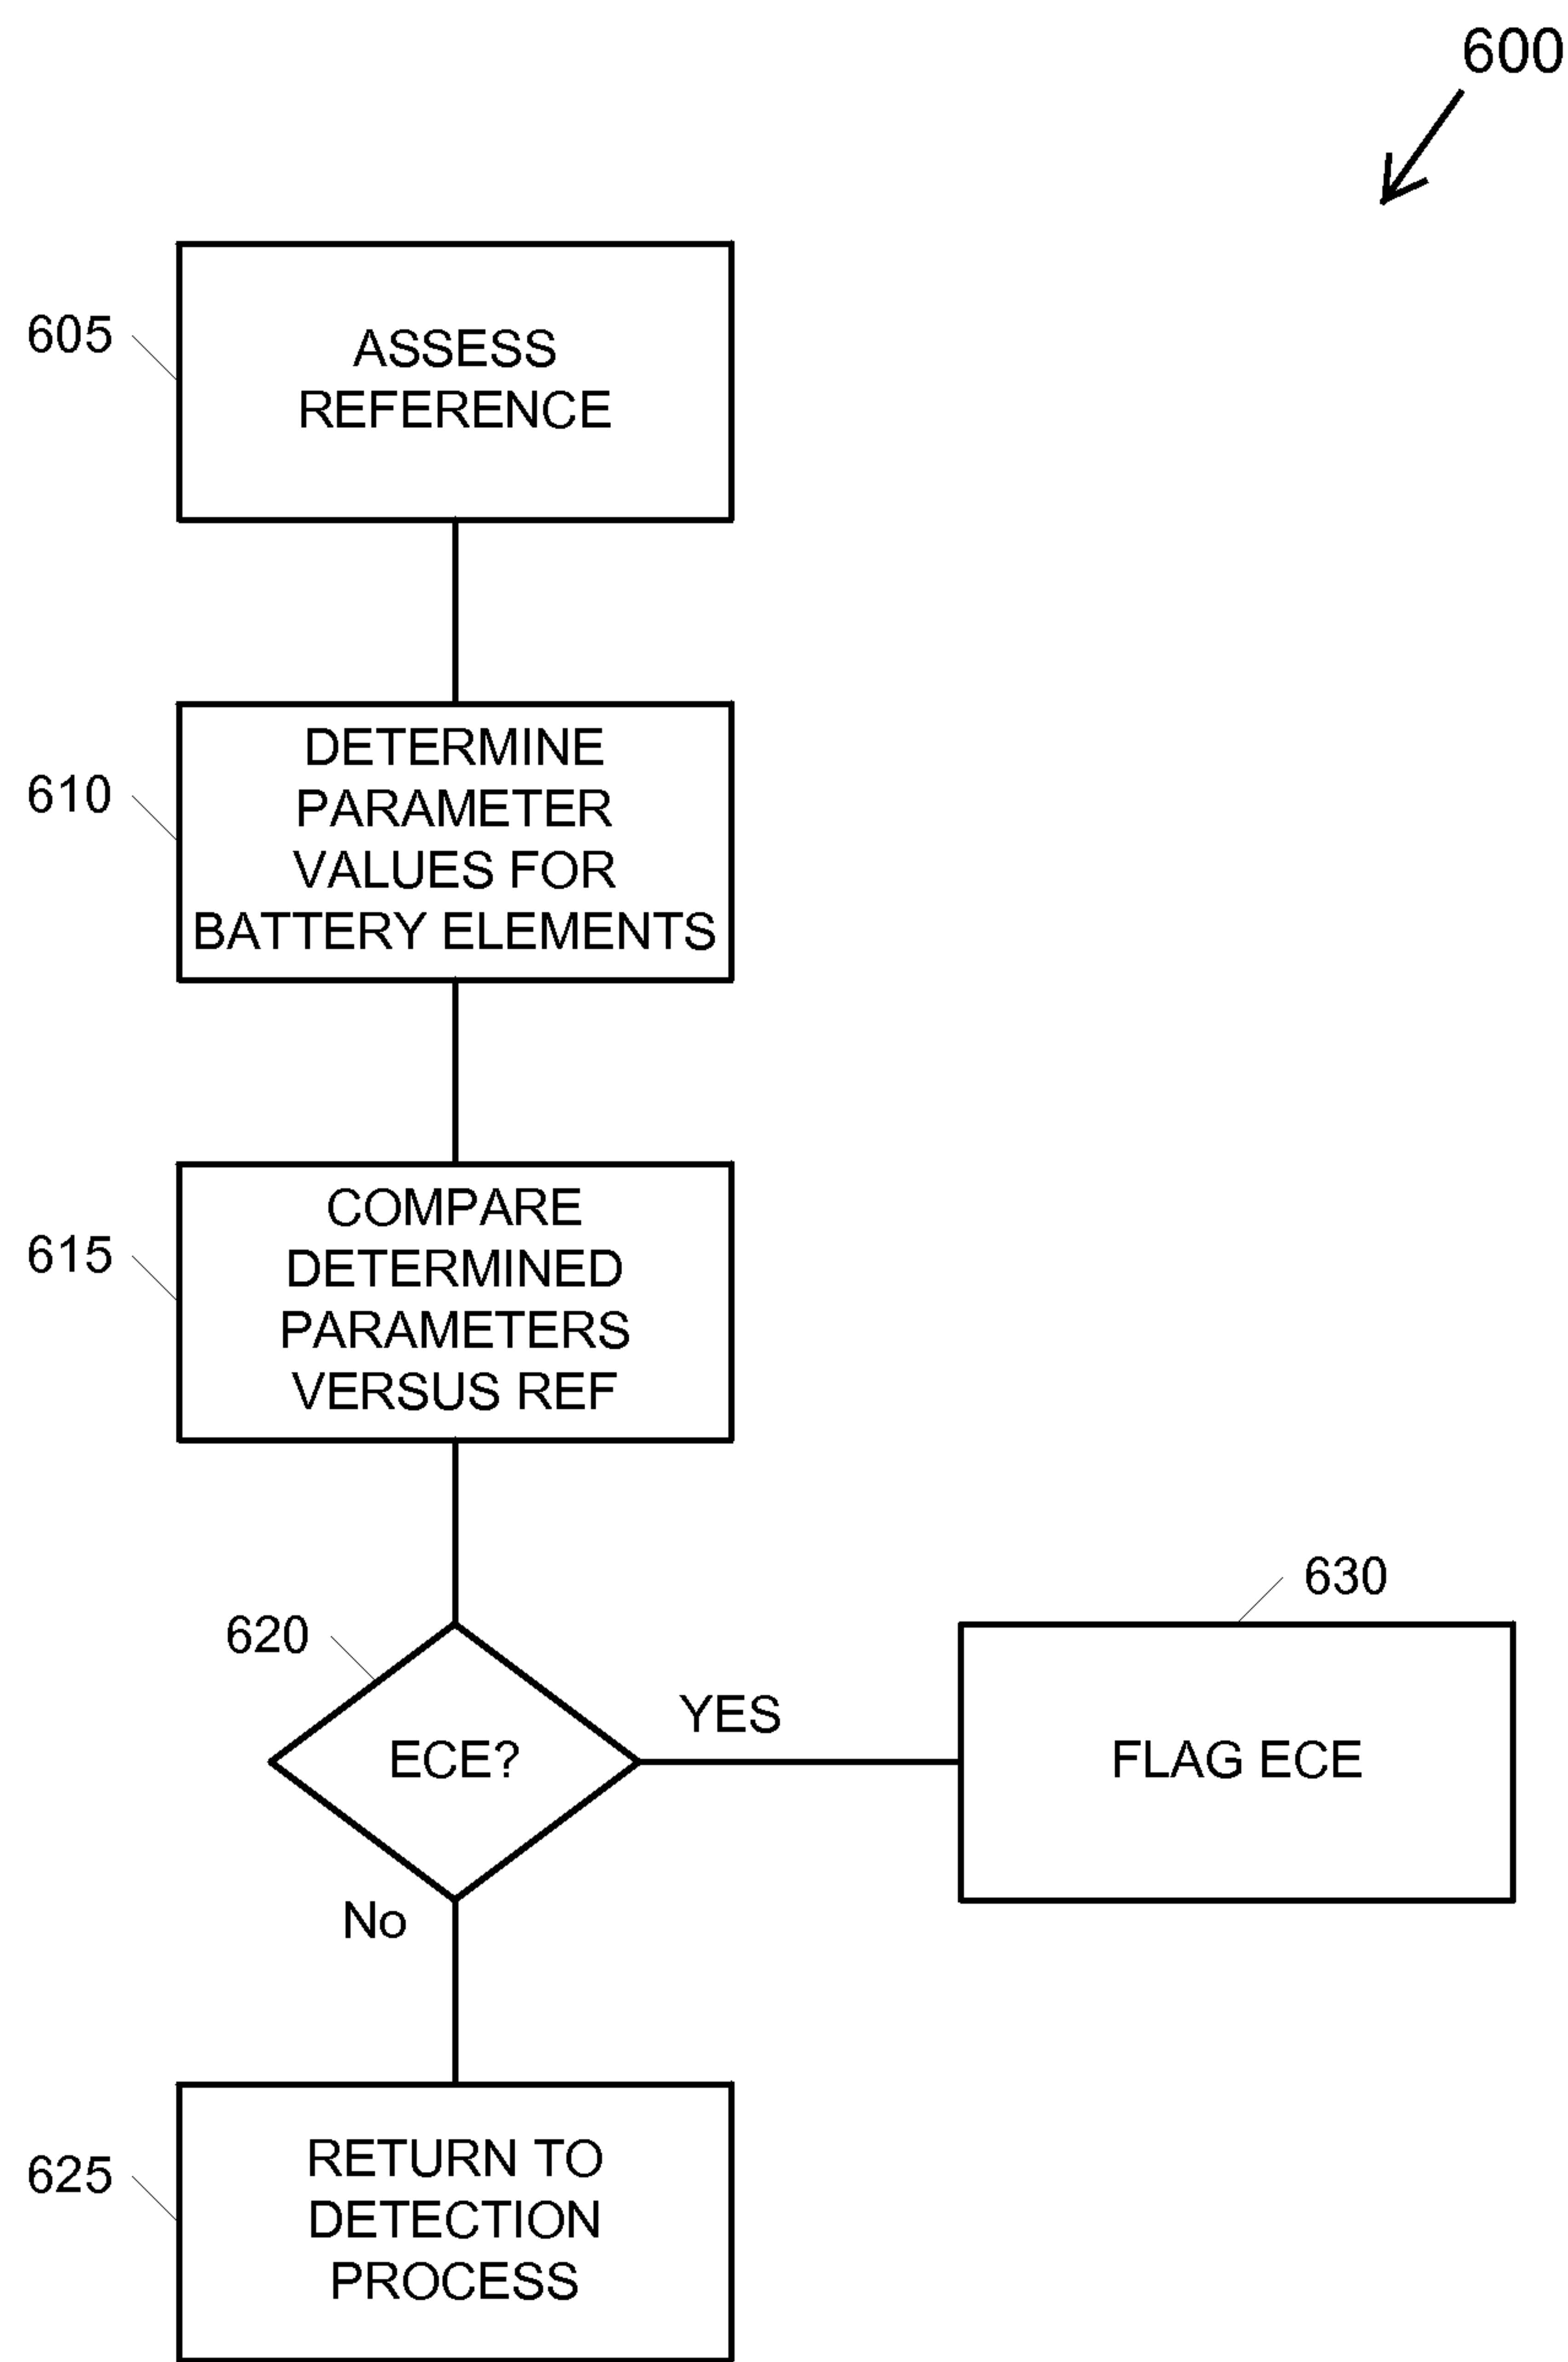 600
605
ASSESS
REFERENCE
610
DETERMINE
PARAMETER
VALUES FOR
BATTERY ELEMENTS
615
COMPARE
DETERMINED
PARAMETERS
VERSUS REF
620
ECE?
YES
630
FLAG ECE
No
625
RETURN TO
DETECTION
PROCESS